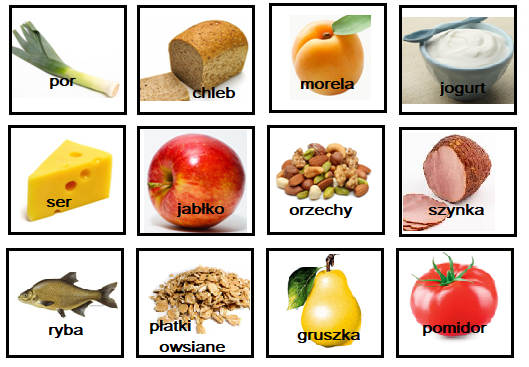 por
chleb
morela
jogurt
ser
jabłko
orzechy
szynka
ryba
płatki
owsiane
gruszka
pomidor